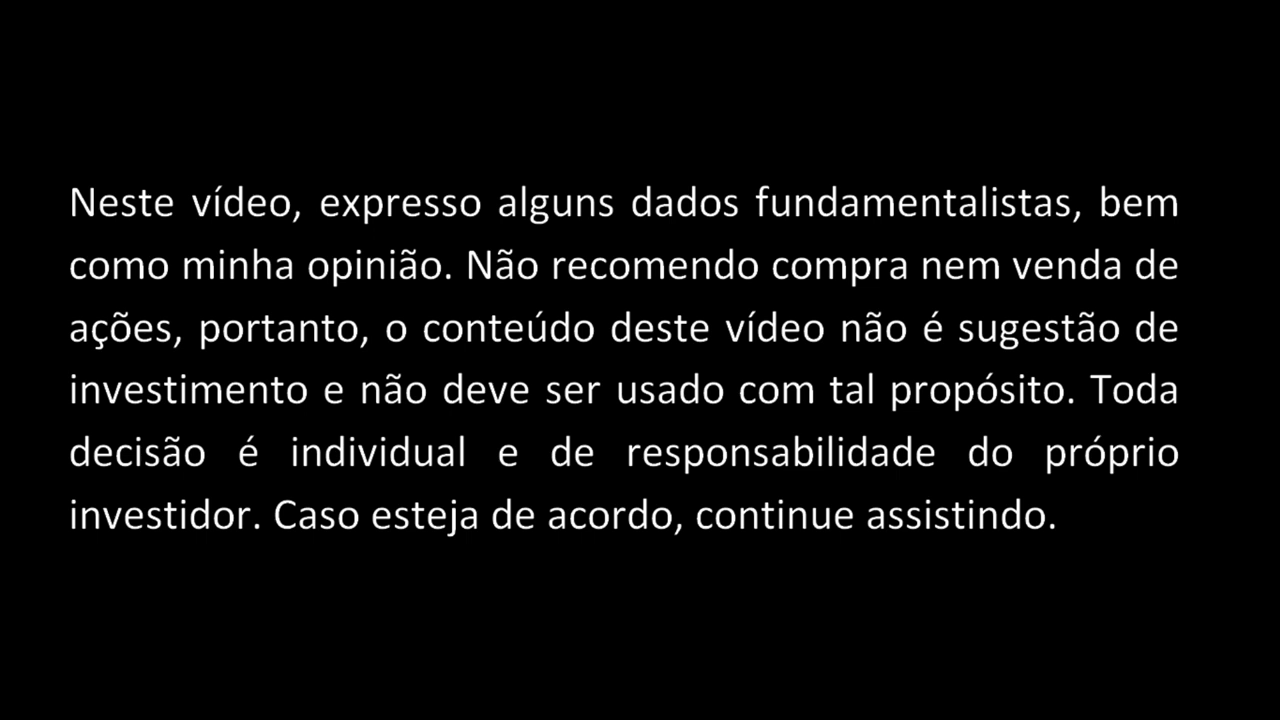 Neste vídeo, expresso alguns dados fundamentalistas, bem
como minha opinião. Não recomendo compra nem venda de
ações, portanto, o conteúdo deste vídeo não é sugestão de
investimento e não deve ser usado com tal propósito. Toda
decisão é individual e de responsabilidade do próprio
investidor. Caso esteja de acordo, continue assistindo.